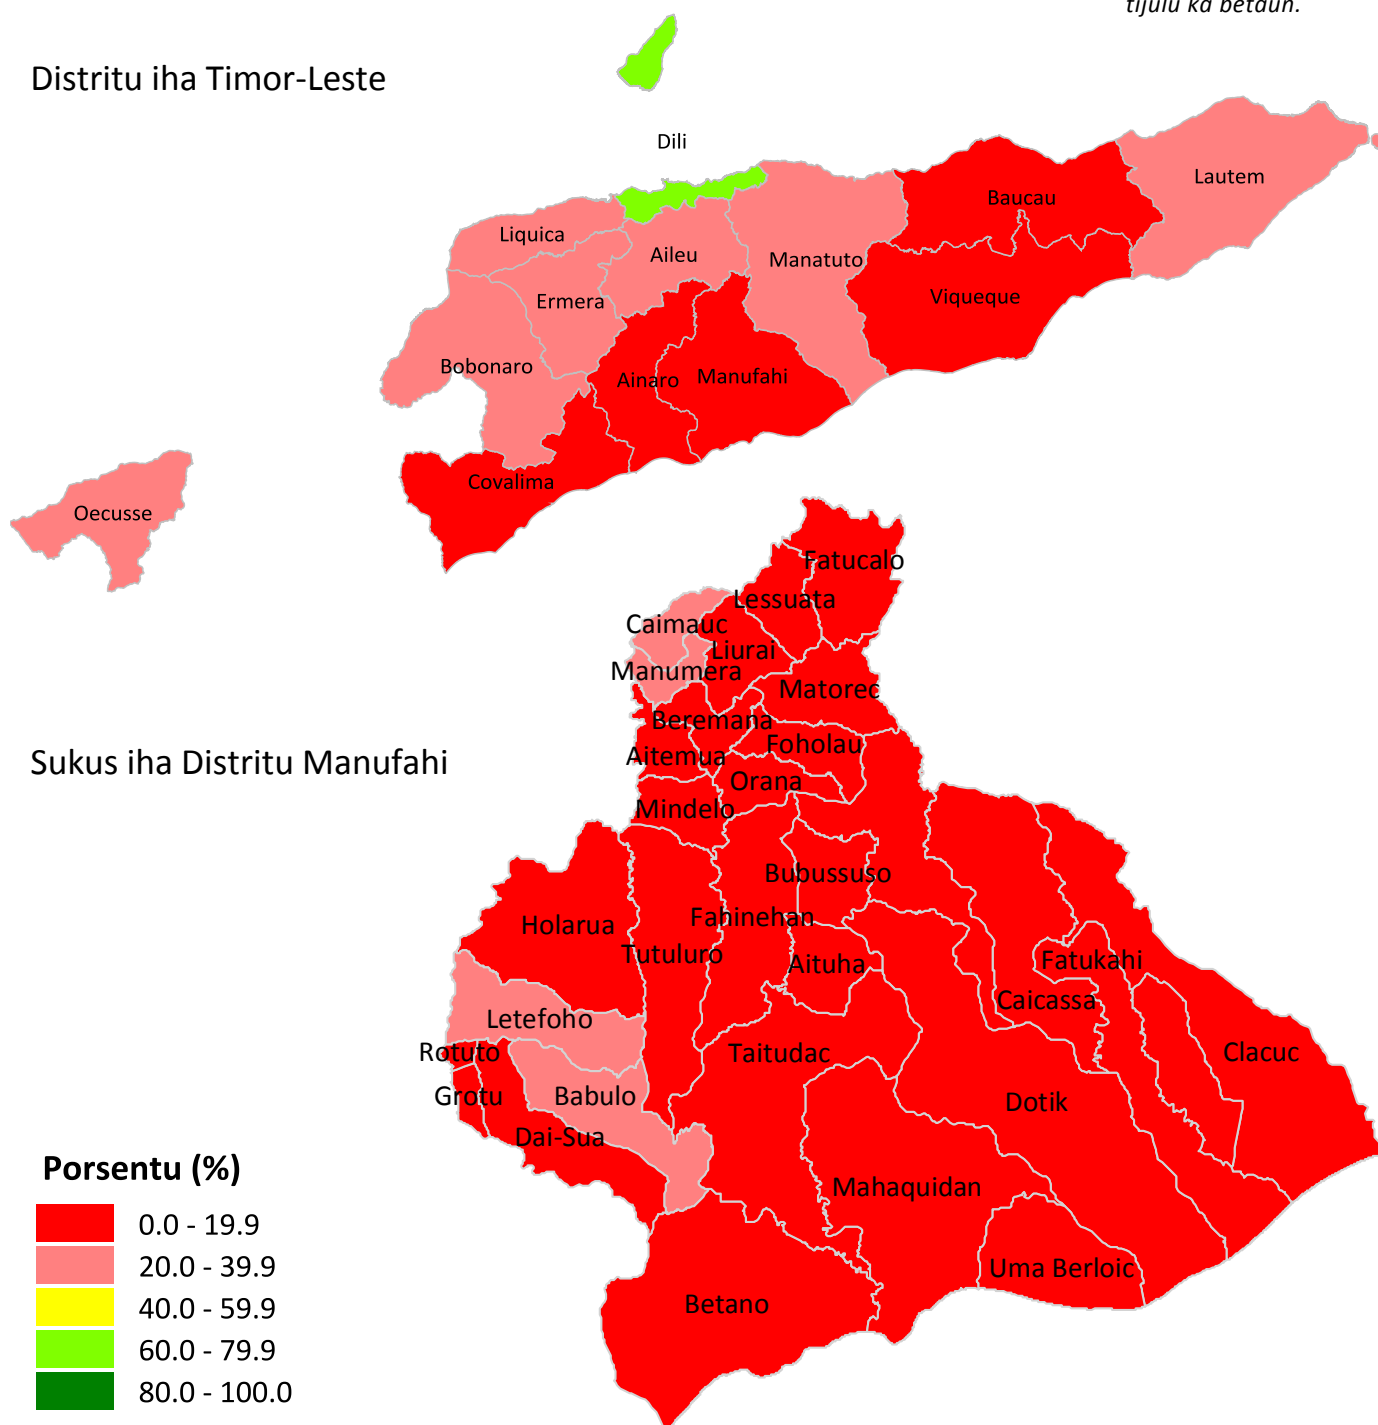 tijulu ka betaun.
Distritu iha Timor-Leste
Dili
Lautem
Baucau
Liquica
Aileu
Manatuto
Ermera
Viqueque
Bobonaro
Ainaro
Manufahi
Covalima
Oecusse
Fatucalo
Lessuata
Caimauc
Liurai
Manumera
Matorec
Beremana
Foholau
Aitemua
Sukus iha Distritu Manufahi
Orana
Mindelo
Bubussuso
Fahinehan
Holarua
Tutuluro
Aituha
Fatukahi
Caicassa
Letefoho
Rotuto
Taitudac
Clacuc
Grotu
Babulo
Dotik
Dai-Sua
Porsentu (%)
Mahaquidan
0.0 - 19.9
20.0 - 39.9
Uma Berloic
40.0 - 59.9
Betano
60.0 - 79.9
80.0 - 100.0